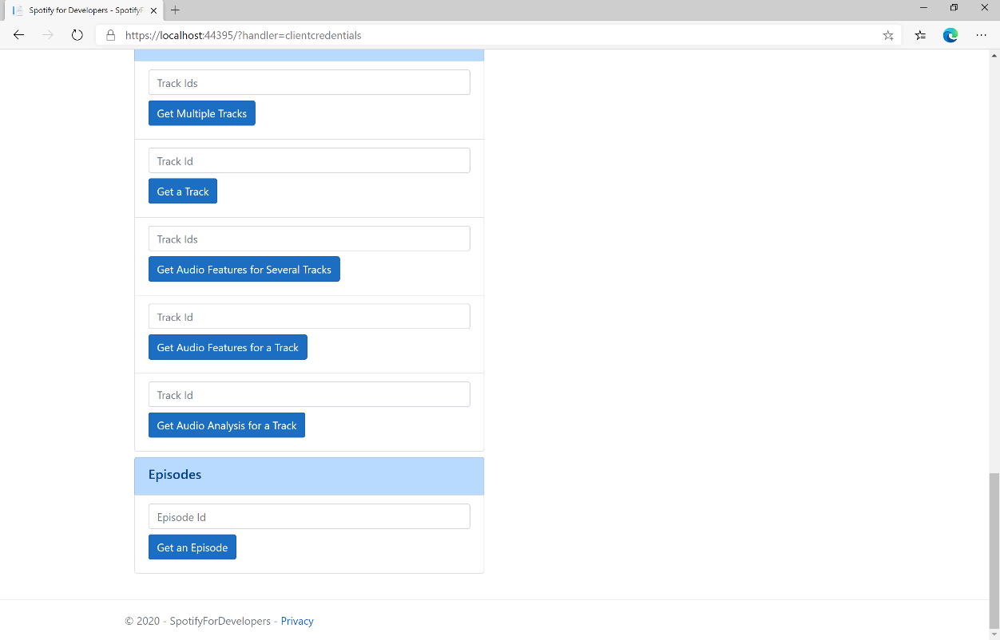 Spotify for Developers - SpotifyF
https://localhost:44395/?handler=clientcredentials
Track Ids
Get Multiple Tracks
Track Id
Get a Track
Track Ids
Get Audio Features for Several Tracks
Track Id
Get Audio Features for a Track
Track Id
Get Audio Analysis for a Track
Episodes
Episode Id
Get an Episode
© 2020 - SpotifyForDevelopers - Privacy